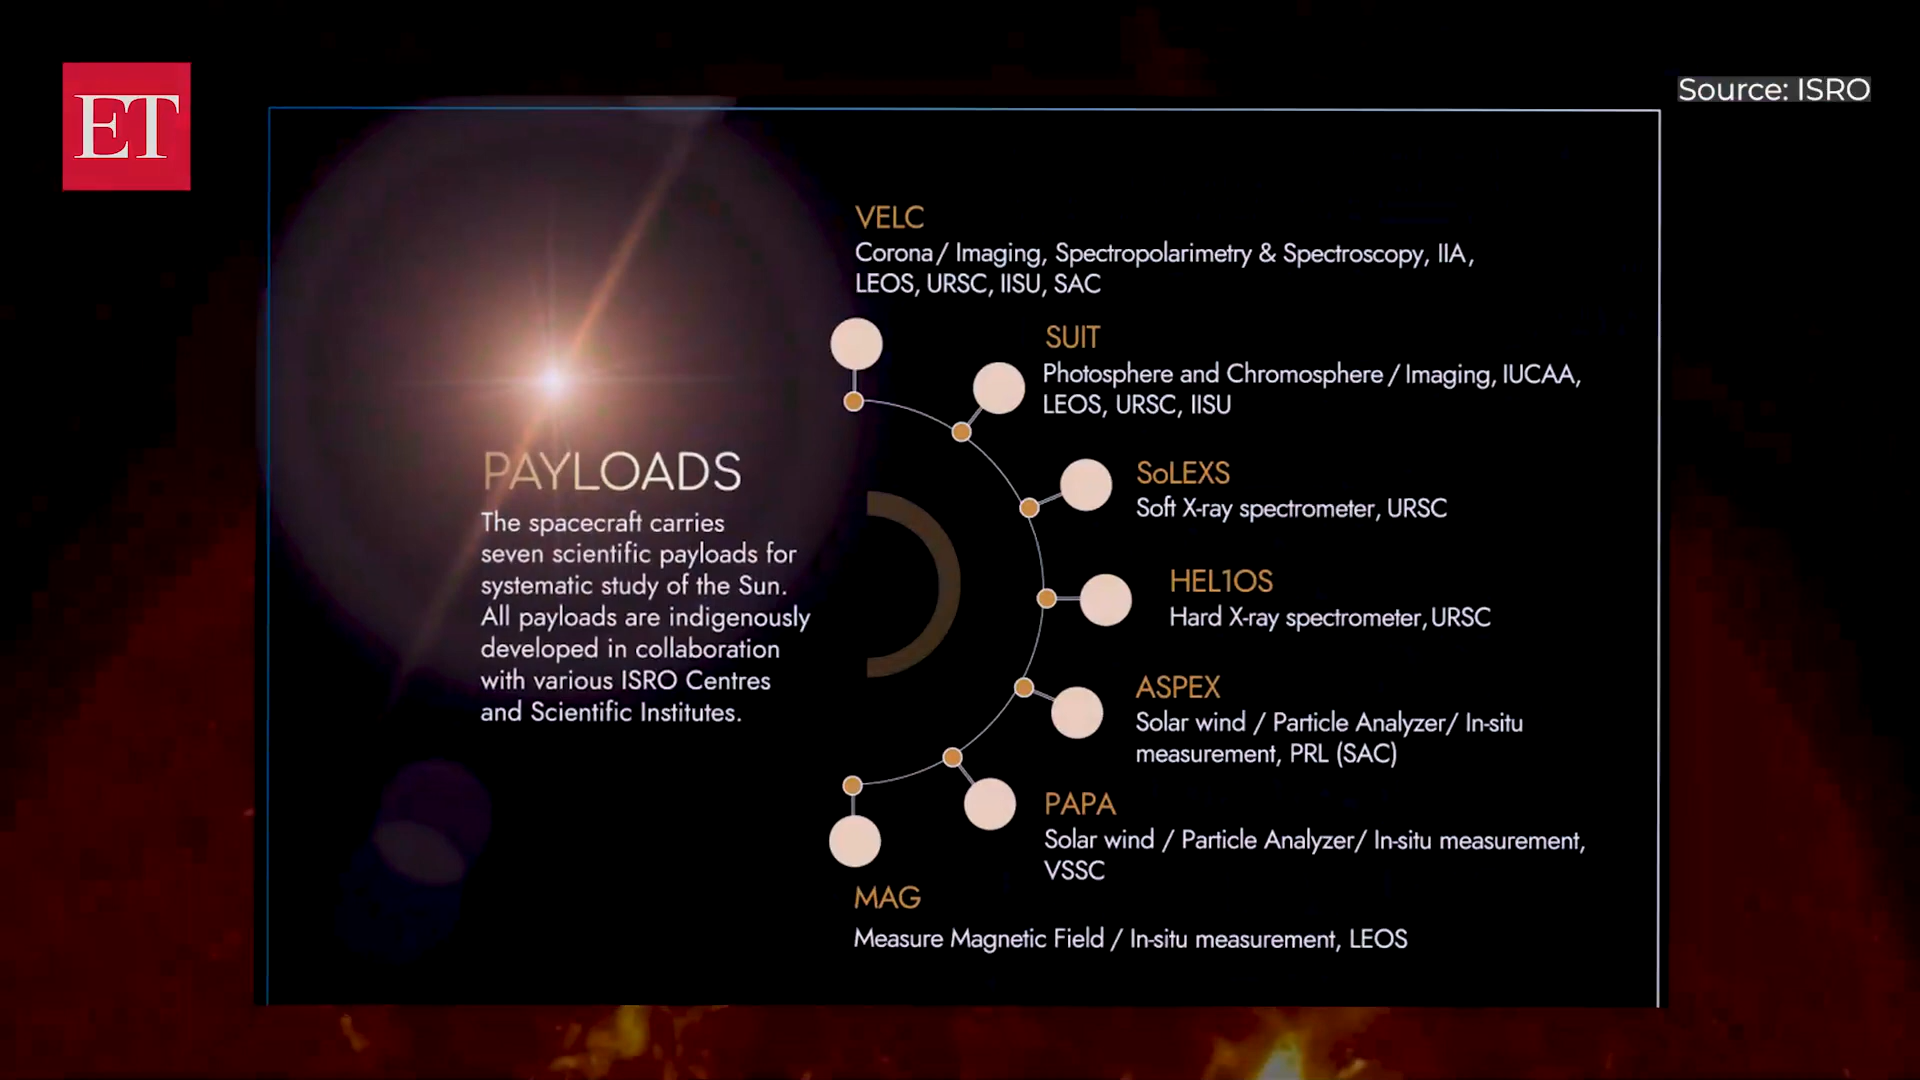 ET
Source: ISRO
VELC
Corona/ Imaging, Spectropolarimetry & Spectroscopy, IIA,
LEOS, URSC, IISU, SAC
SUIT
Photosphere and Chromosphere / Imaging, IUCAA,
LEOS, URSC, IISU
SoLEXS
Soft X-ray spectrometer, URSC
HEL1OS
Hard X-ray spectrometer, URSC
ASPEX
Solar wind / Particle Analyzer/ In-situ
measurement, PRL (SAC)
PAPA
Solar wind / Particle Analyzer/ In-situ measurement,
VSSC
MAG
Measure Magnetic Field / In-situ measurement, LEOS
PAYLOADS
The spacecraft carries
seven scientific payloads for
systematic study of the Sun.
All payloads are indigenously
developed in collaboration
with various ISRO Centres
and Scientific Institutes.